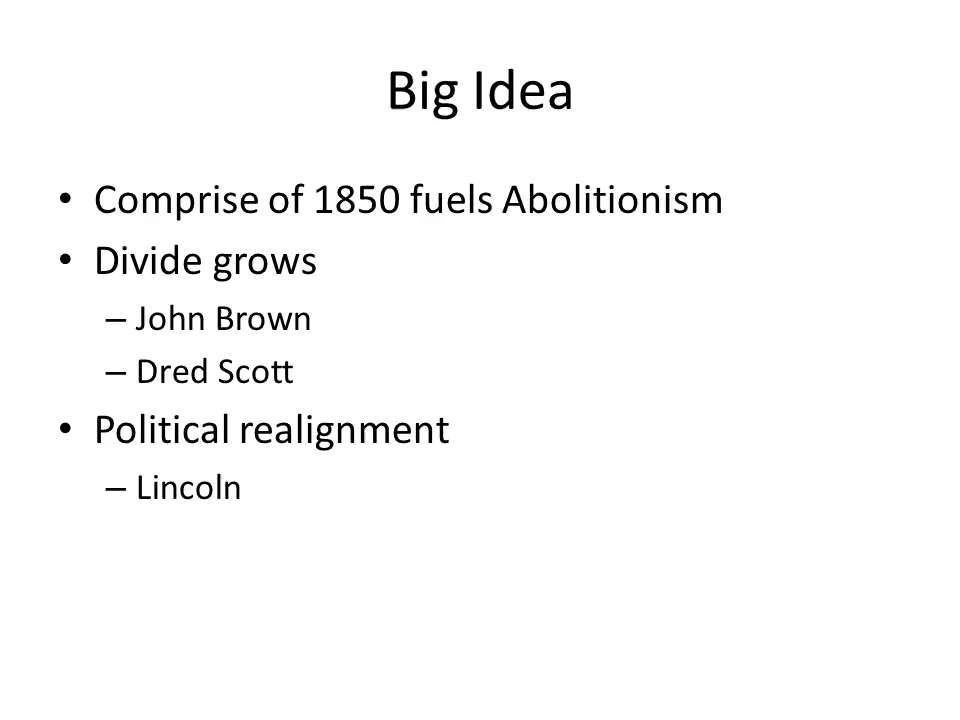 Big Idea
• Comprise of 1850 fuels Abolitionism
• Divide grows
– John Brown
– Dred Scott
• Political realignment
– Lincoln